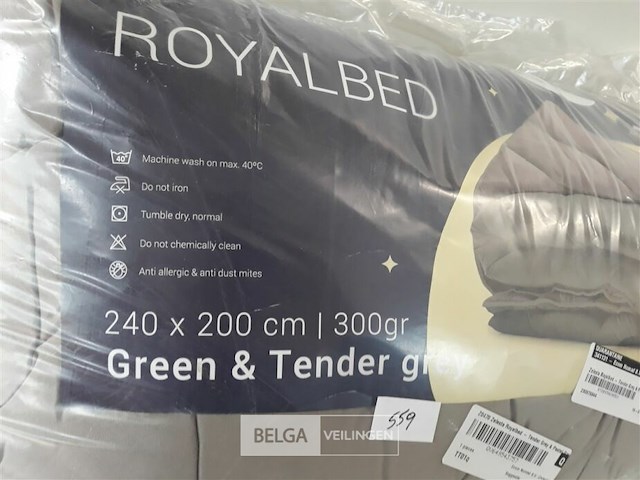 ROYALBED
40°
Machine wash on max. 40ºC
Do not iron
Tumble dry, normal
Do not chemically clean
Anti allergic & anti dust mites
240 x 200 cm | 300gr
Green & Tender grey
559
BELGA VEILINGEN